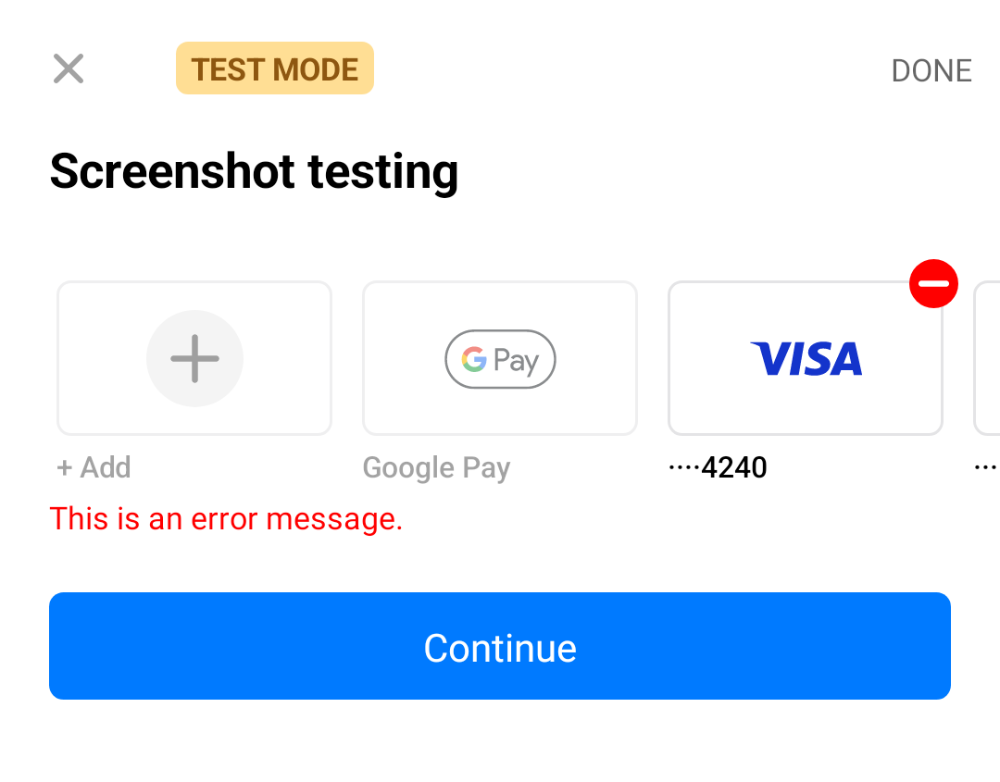 TEST MODE
DONE
Screenshot testing
G Pay
VISA
+ Add
Google Pay
····4240
···
This is an error message.
Continue